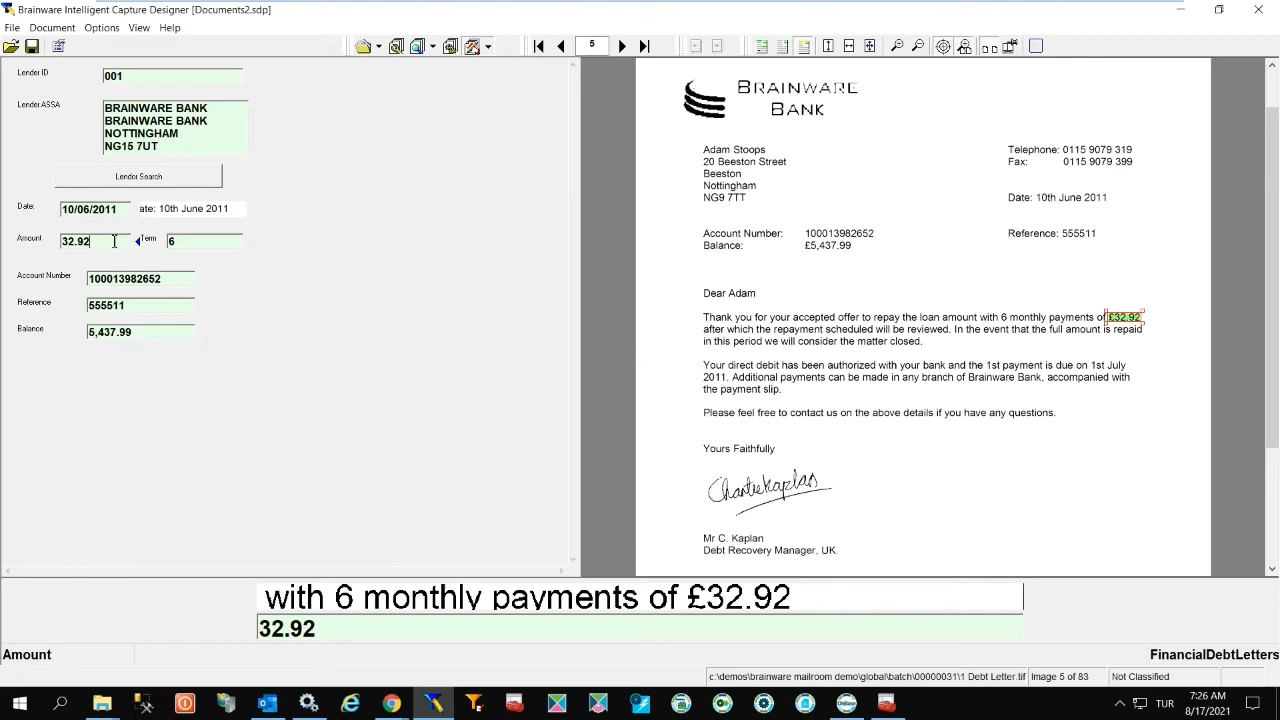 Brainware Intelligent Capture Designer [Documents2.sdp]
File Document Options View Help
5
Lender ID 001
Lender ASSA BRAINWARE BANK
BRAINWARE BANK
NOTTINGHAM
NG15 7UT
Lender Search
Date: 10/06/2011 ate: 10th June 2011
Amount 32.92 Term 6
Account Number 100013982652
Reference 555511
Balance 5,437.99
BRAINWARE
BANK
Adam Stoops Telephone: 0115 9079 319
20 Beeston Street Fax: 0115 9079 399
Beeston
Nottingham
NG9 7TT Date: 10th June 2011
Account Number: 100013982652 Reference: 555511
Balance: £5,437.99
Dear Adam
Thank you for your accepted offer to repay the loan amount with 6 monthly payments of £32.92
after which the repayment scheduled will be reviewed. In the event that the full amount is repaid
in this period we will consider the matter closed.
Your direct debit has been authorized with your bank and the 1st payment is due on 1st July
2011. Additional payments can be made in any branch of Brainware Bank, accompanied with
the payment slip.
Please feel free to contact us on the above details if you have any questions.
Yours Faithfully
Mr C. Kaplan
Debt Recovery Manager, UK.
with 6 monthly payments of £32.92
32.92
Amount FinancialDebtLetters
c:\demos\brainware mailroom demo\global\batch\00000031\1 Debt Letter.tif Image 5 of 83 Not Classified
TUR 7:26 AM
8/17/2021